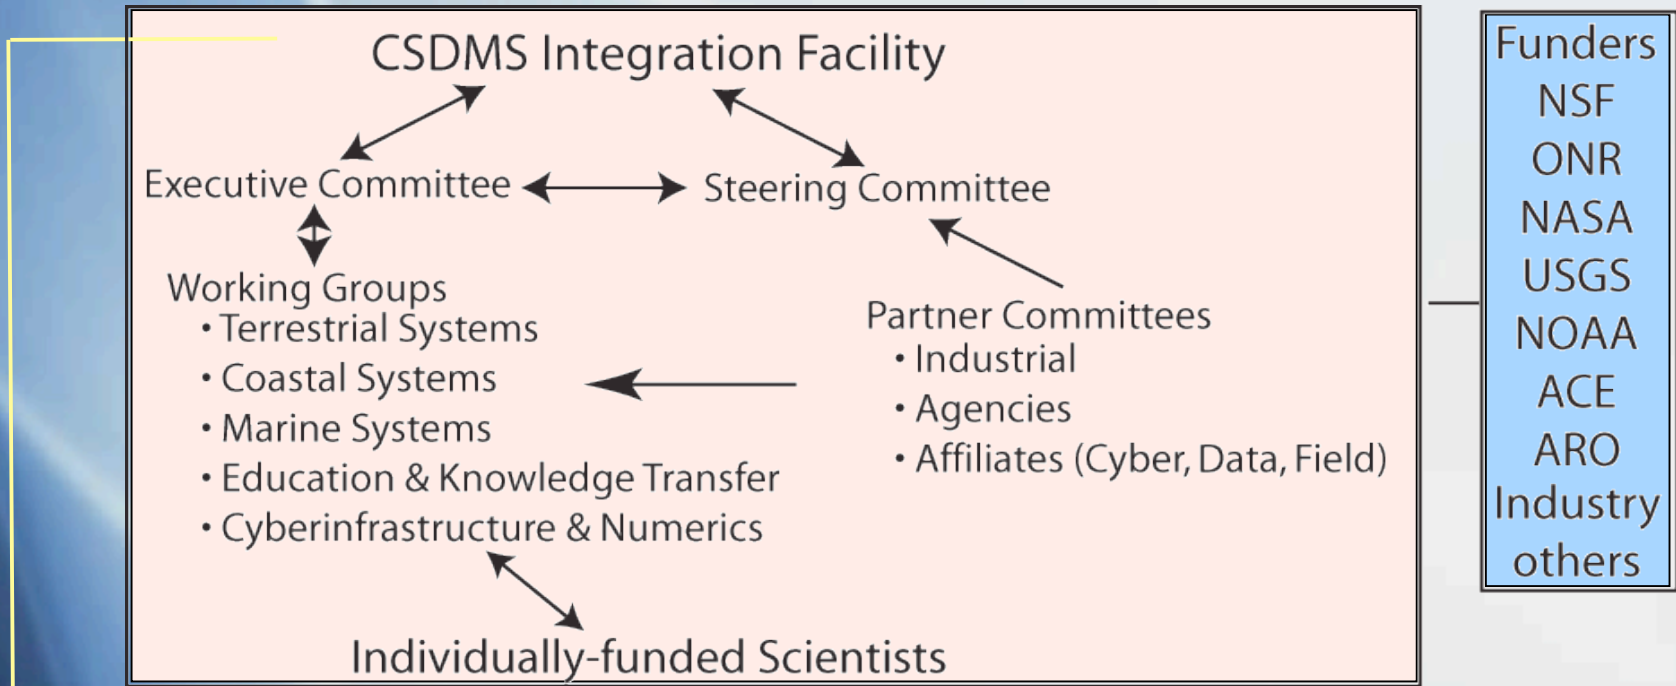 CSDMS Integration Facility
Executive Committee
Steering Committee
Working Groups
• Terrestrial Systems
• Coastal Systems
• Marine Systems
• Education & Knowledge Transfer
• Cyberinfrastructure & Numerics
Partner Committees
• Industrial
• Agencies
• Affiliates (Cyber, Data, Field)
Individually-funded Scientists
Funders
NSF
ONR
NASA
USGS
NOAA
ACE
ARO
Industry
others